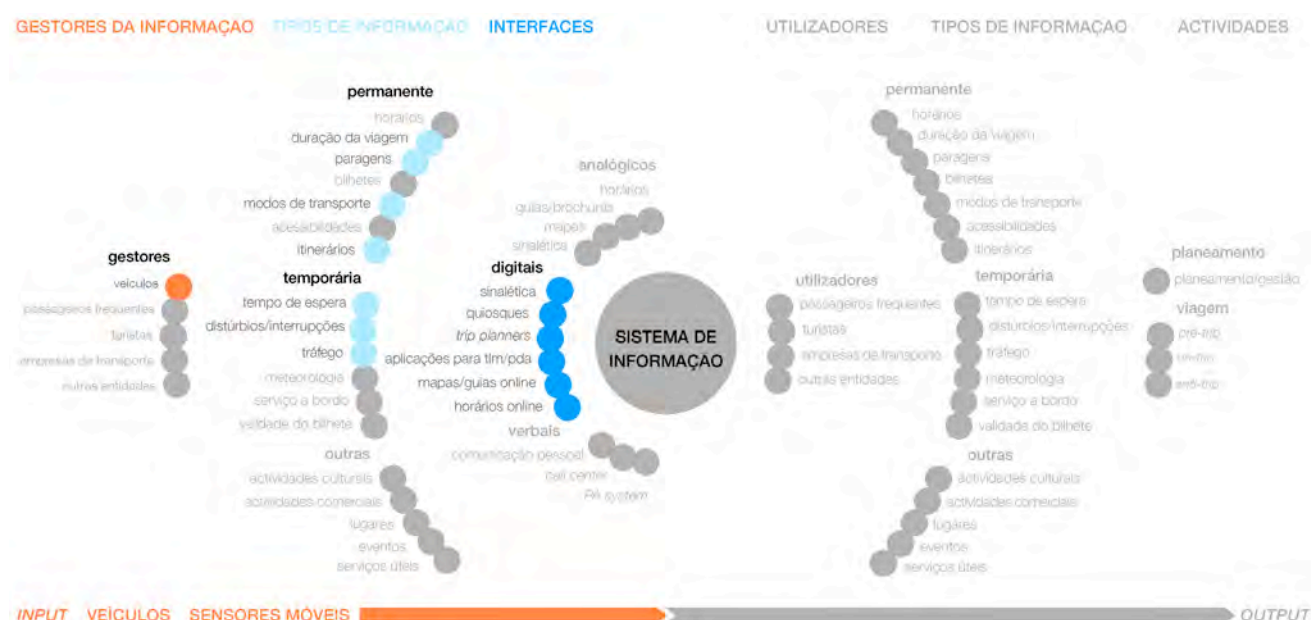 GESTORES DA INFORMAÇAO TIPOS DE INFORMAÇAO INTERFACES UTILIZADORES TIPOS DE INFORMAÇAO ACTIVIDADES
gestores
veículos
passageiros frequentes
turistas
empresas de transporte
outras entidades
permanente
horários
duração da viagem
paragens
bilhetes
modos de transporte
acessibilidades
itinerários
temporária
tempo de espera
distúrbios/interrupções
tráfego
meteorologia
serviço a bordo
validade do bilhete
outras
actividades culturais
actividades comerciais
lugares
eventos
serviços úteis
analógicos
horários
guias/brochuras
mapas
sinalética
digitais
sinalética
quiosques
trip planners
aplicações para tlm/pda
mapas/guias online
horários online
verbais
comunicação pessoal
call center
PA system
SISTEMA DE
INFORMAÇAO
utilizadores
passageiros frequentes
turistas
empresas de transporte
outras entidades
permanente
horários
duração da viagem
paragens
bilhetes
modos de transporte
acessibilidades
itinerários
temporária
tempo de espera
distúrbios/interrupções
tráfego
meteorologia
serviço a bordo
validade do bilhete
outras
actividades culturais
actividades comerciais
lugares
eventos
serviços úteis
planeamento
planeamento/gestão
viagem
pre-trip
on-trip
end-trip
INPUT VEÌCULOS SENSORES MÓVEIS OUTPUT